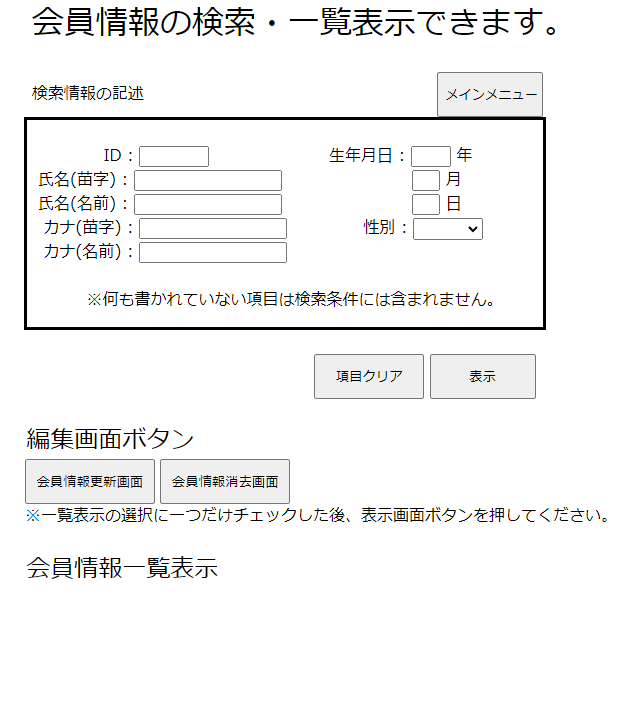 会員情報の検索・一覧表示できます。
検索情報の記述
メインメニュー
ID：
生年月日： 年
氏名(苗字)：
月
氏名(名前)：
日
カナ(苗字)：
性別：
カナ(名前)：
※何も書かれていない項目は検索条件には含まれません。
項目クリア
表示
編集画面ボタン
会員情報更新画面
会員情報消去画面
※一覧表示の選択に一つだけチェックした後、表示画面ボタンを押してください。
会員情報一覧表示